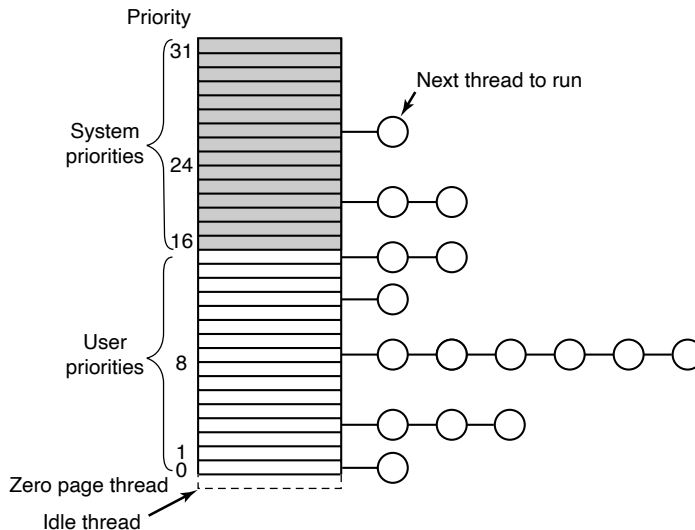 Priority
31
Next thread to run
System
priorities
24
16
User
priorities
8
1
0
Zero page thread
Idle thread